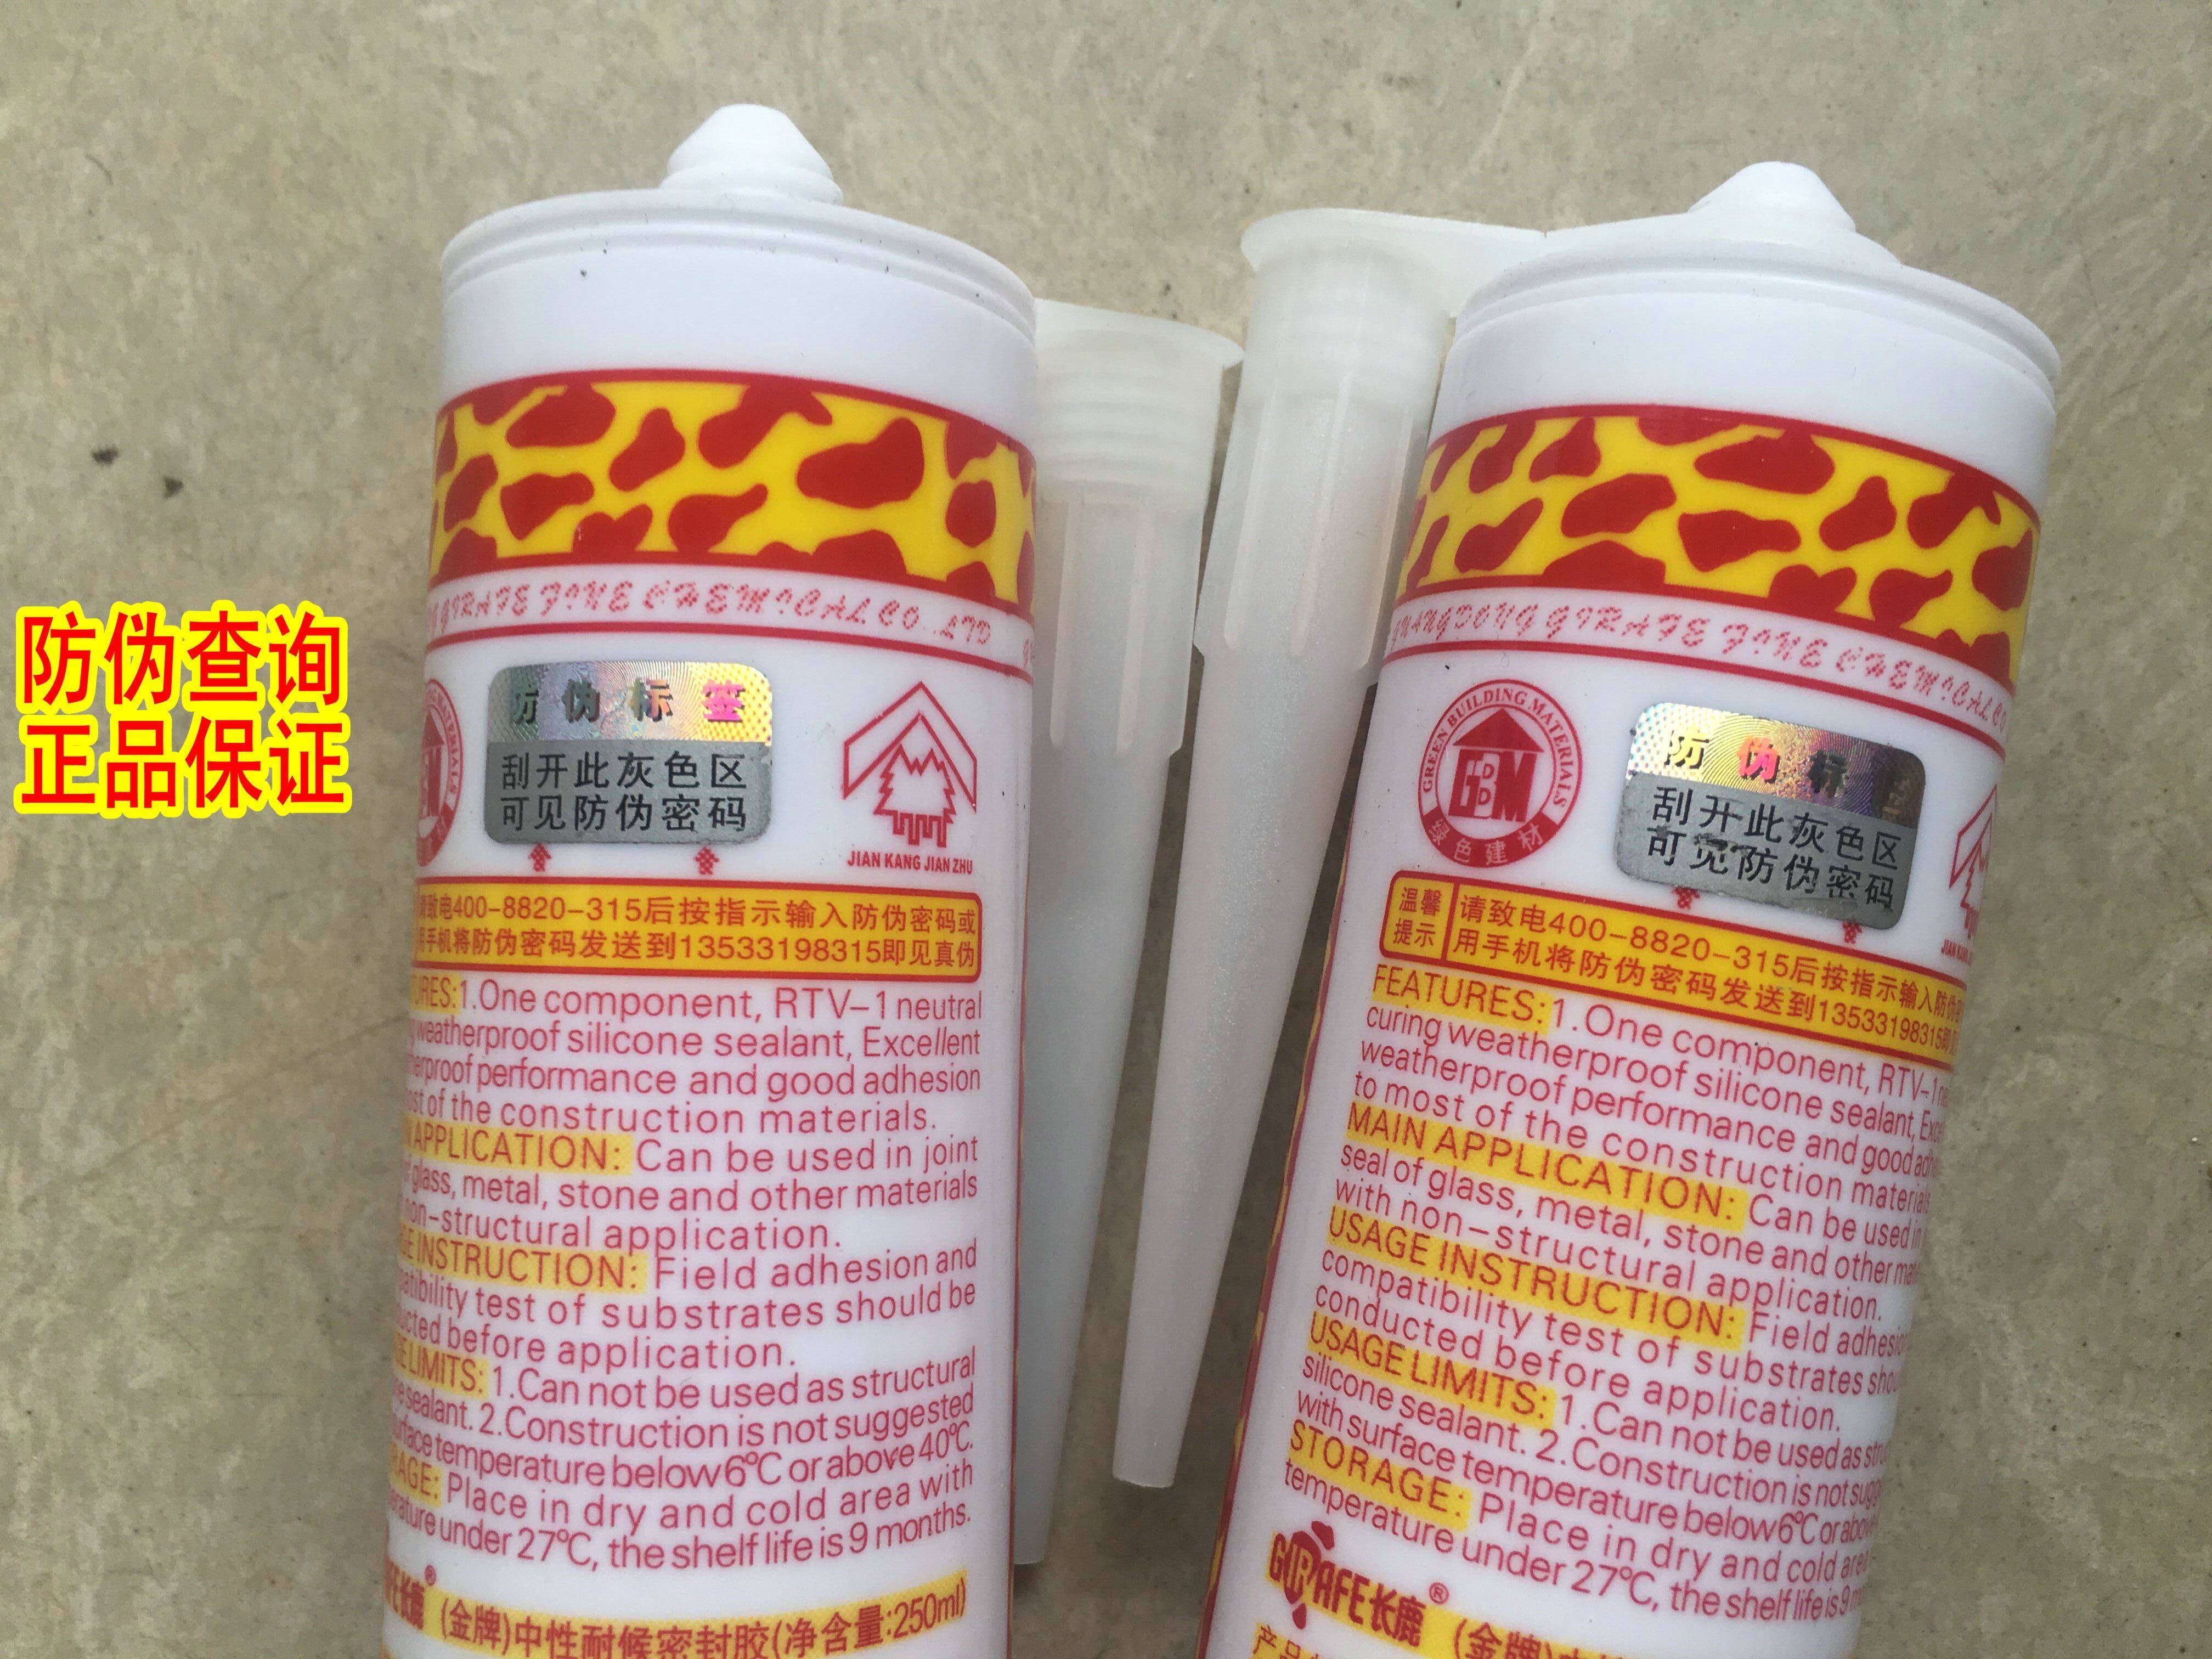 防伪查询
正品保证
GIRAFE FINE CHEMICAL CO.,LTD
防伪标签
刮开此灰色区
可见防伪密码
JIAN KANG JIAN ZHU
请致电400-8820-315后按指示输入防伪密码或
用手机将防伪密码发送到13533198315即见真伪
1.One component, RTV-1 neutral
weatherproof silicone sealant, Excellent
performance and good adhesion
of the construction materials.
APPLICATION: Can be used in joint
glass, metal, stone and other materials
non-structural application.
INSTRUCTION: Field adhesion and
test of substrates should be
before application.
LIMITS: 1.Can not be used as structural
sealant. 2.Construction is not suggested
temperature below 6℃ or above 40℃.
Place in dry and cold area with
under 27℃, the shelf life is 9 months.
长鹿® (金牌)中性耐候密封胶(净含量:250ml)
GUANGDONG GIRAFE FINE CHEMICAL CO
GREEN BUILDING MATERIALS
GBM
绿色建材
防伪标
刮开此灰色区
可见防伪密码
温馨提示
请致电400-8820-315后按指示输入防伪
用手机将防伪密码发送到13533198315即
FEATURES: 1.One component, RTV-1
curing weatherproof silicone sealant,
weatherproof performance and good
to most of the construction materials
MAIN APPLICATION: Can be used in
seal of glass, metal, stone and other
with non-structural application.
USAGE INSTRUCTION: Field
compatibility test of substrates
conducted before application.
USAGE LIMITS: 1.Can not be used as
silicone sealant. 2.Construction is not
with surface temperature below 6℃ or
STORAGE: Place in dry and cold
temperature under 27℃, the shelf life is 9
GIRAFE长鹿® (金牌)
产品